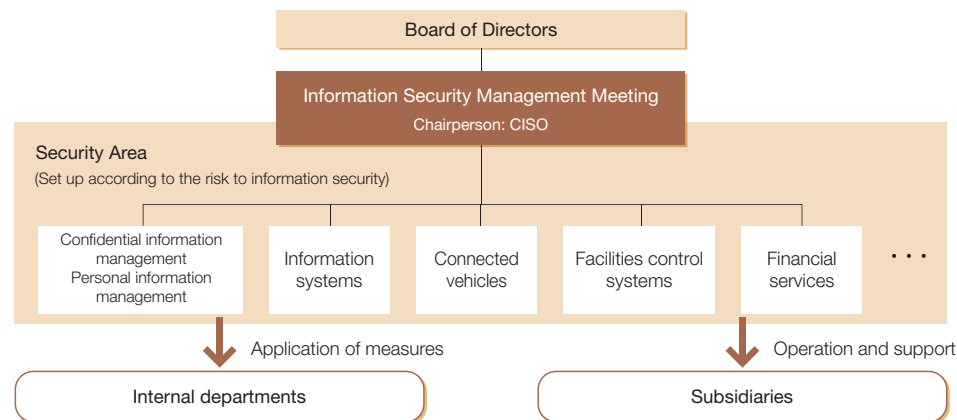 Board of Directors
Information Security Management Meeting
Chairperson: CISO
Security Area
(Set up according to the risk to information security)
Confidential information
management
Personal information
management
Information
systems
Connected
vehicles
Facilities control
systems
Financial
services
• • •
Application of measures
Operation and support
Internal departments
Subsidiaries